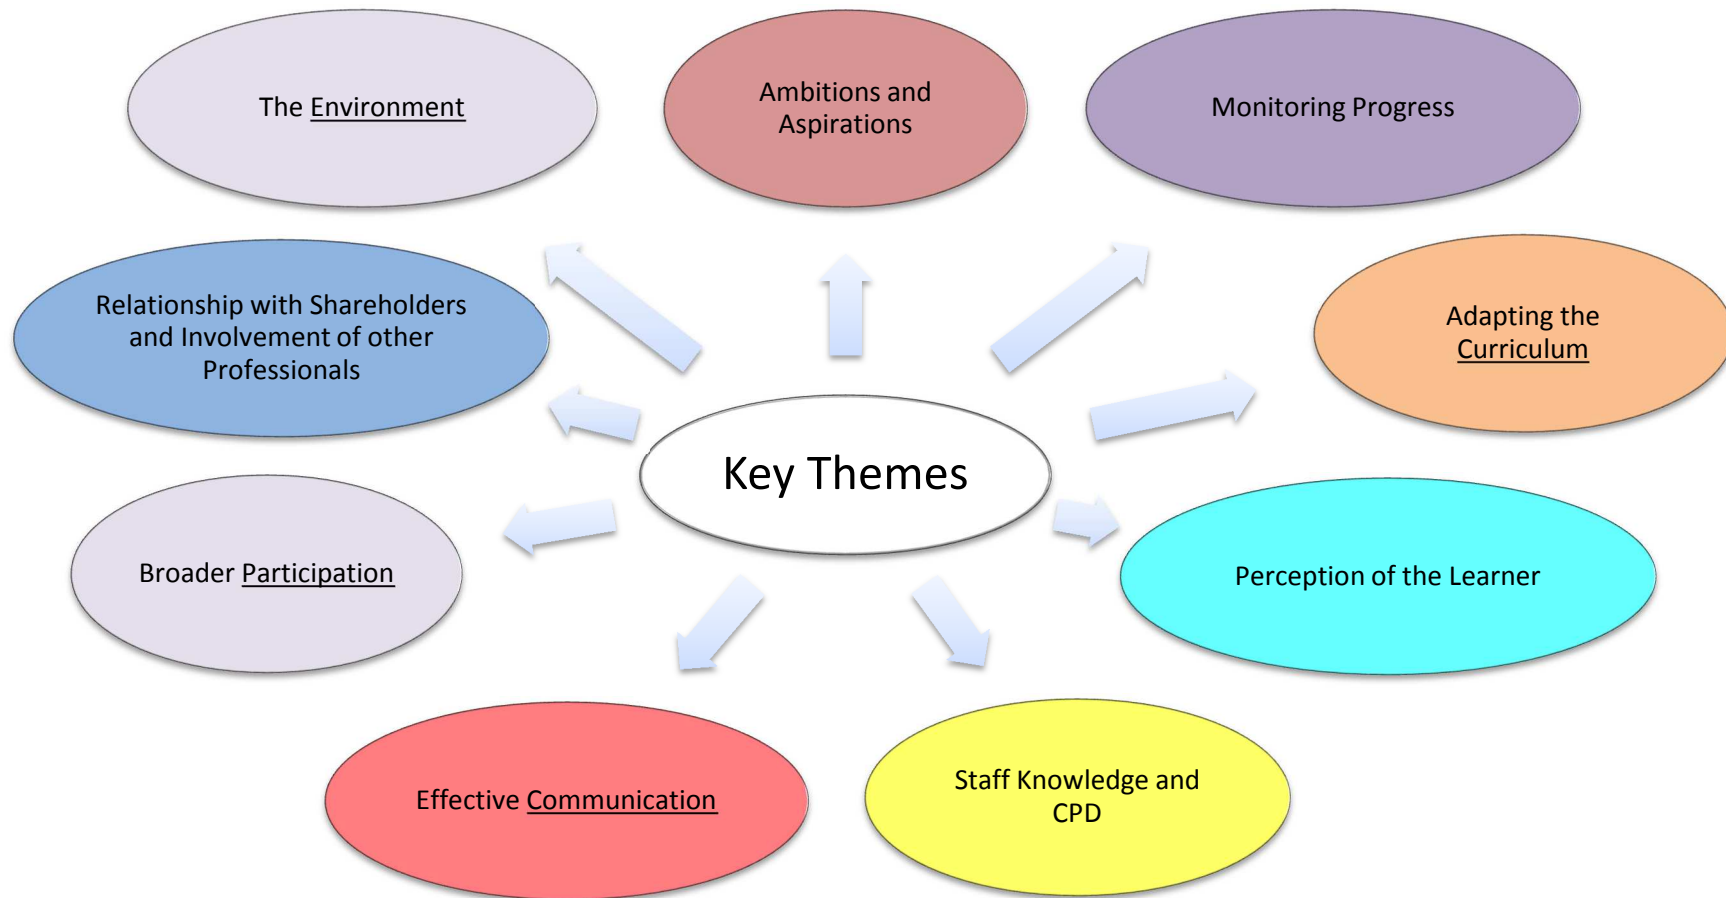 The Environment
Ambitions and
Aspirations
Monitoring Progress
Relationship with Shareholders
and Involvement of other
Professionals
Adapting the
Curriculum
Key Themes
Broader Participation
Perception of the Learner
Effective Communication
Staff Knowledge and
CPD